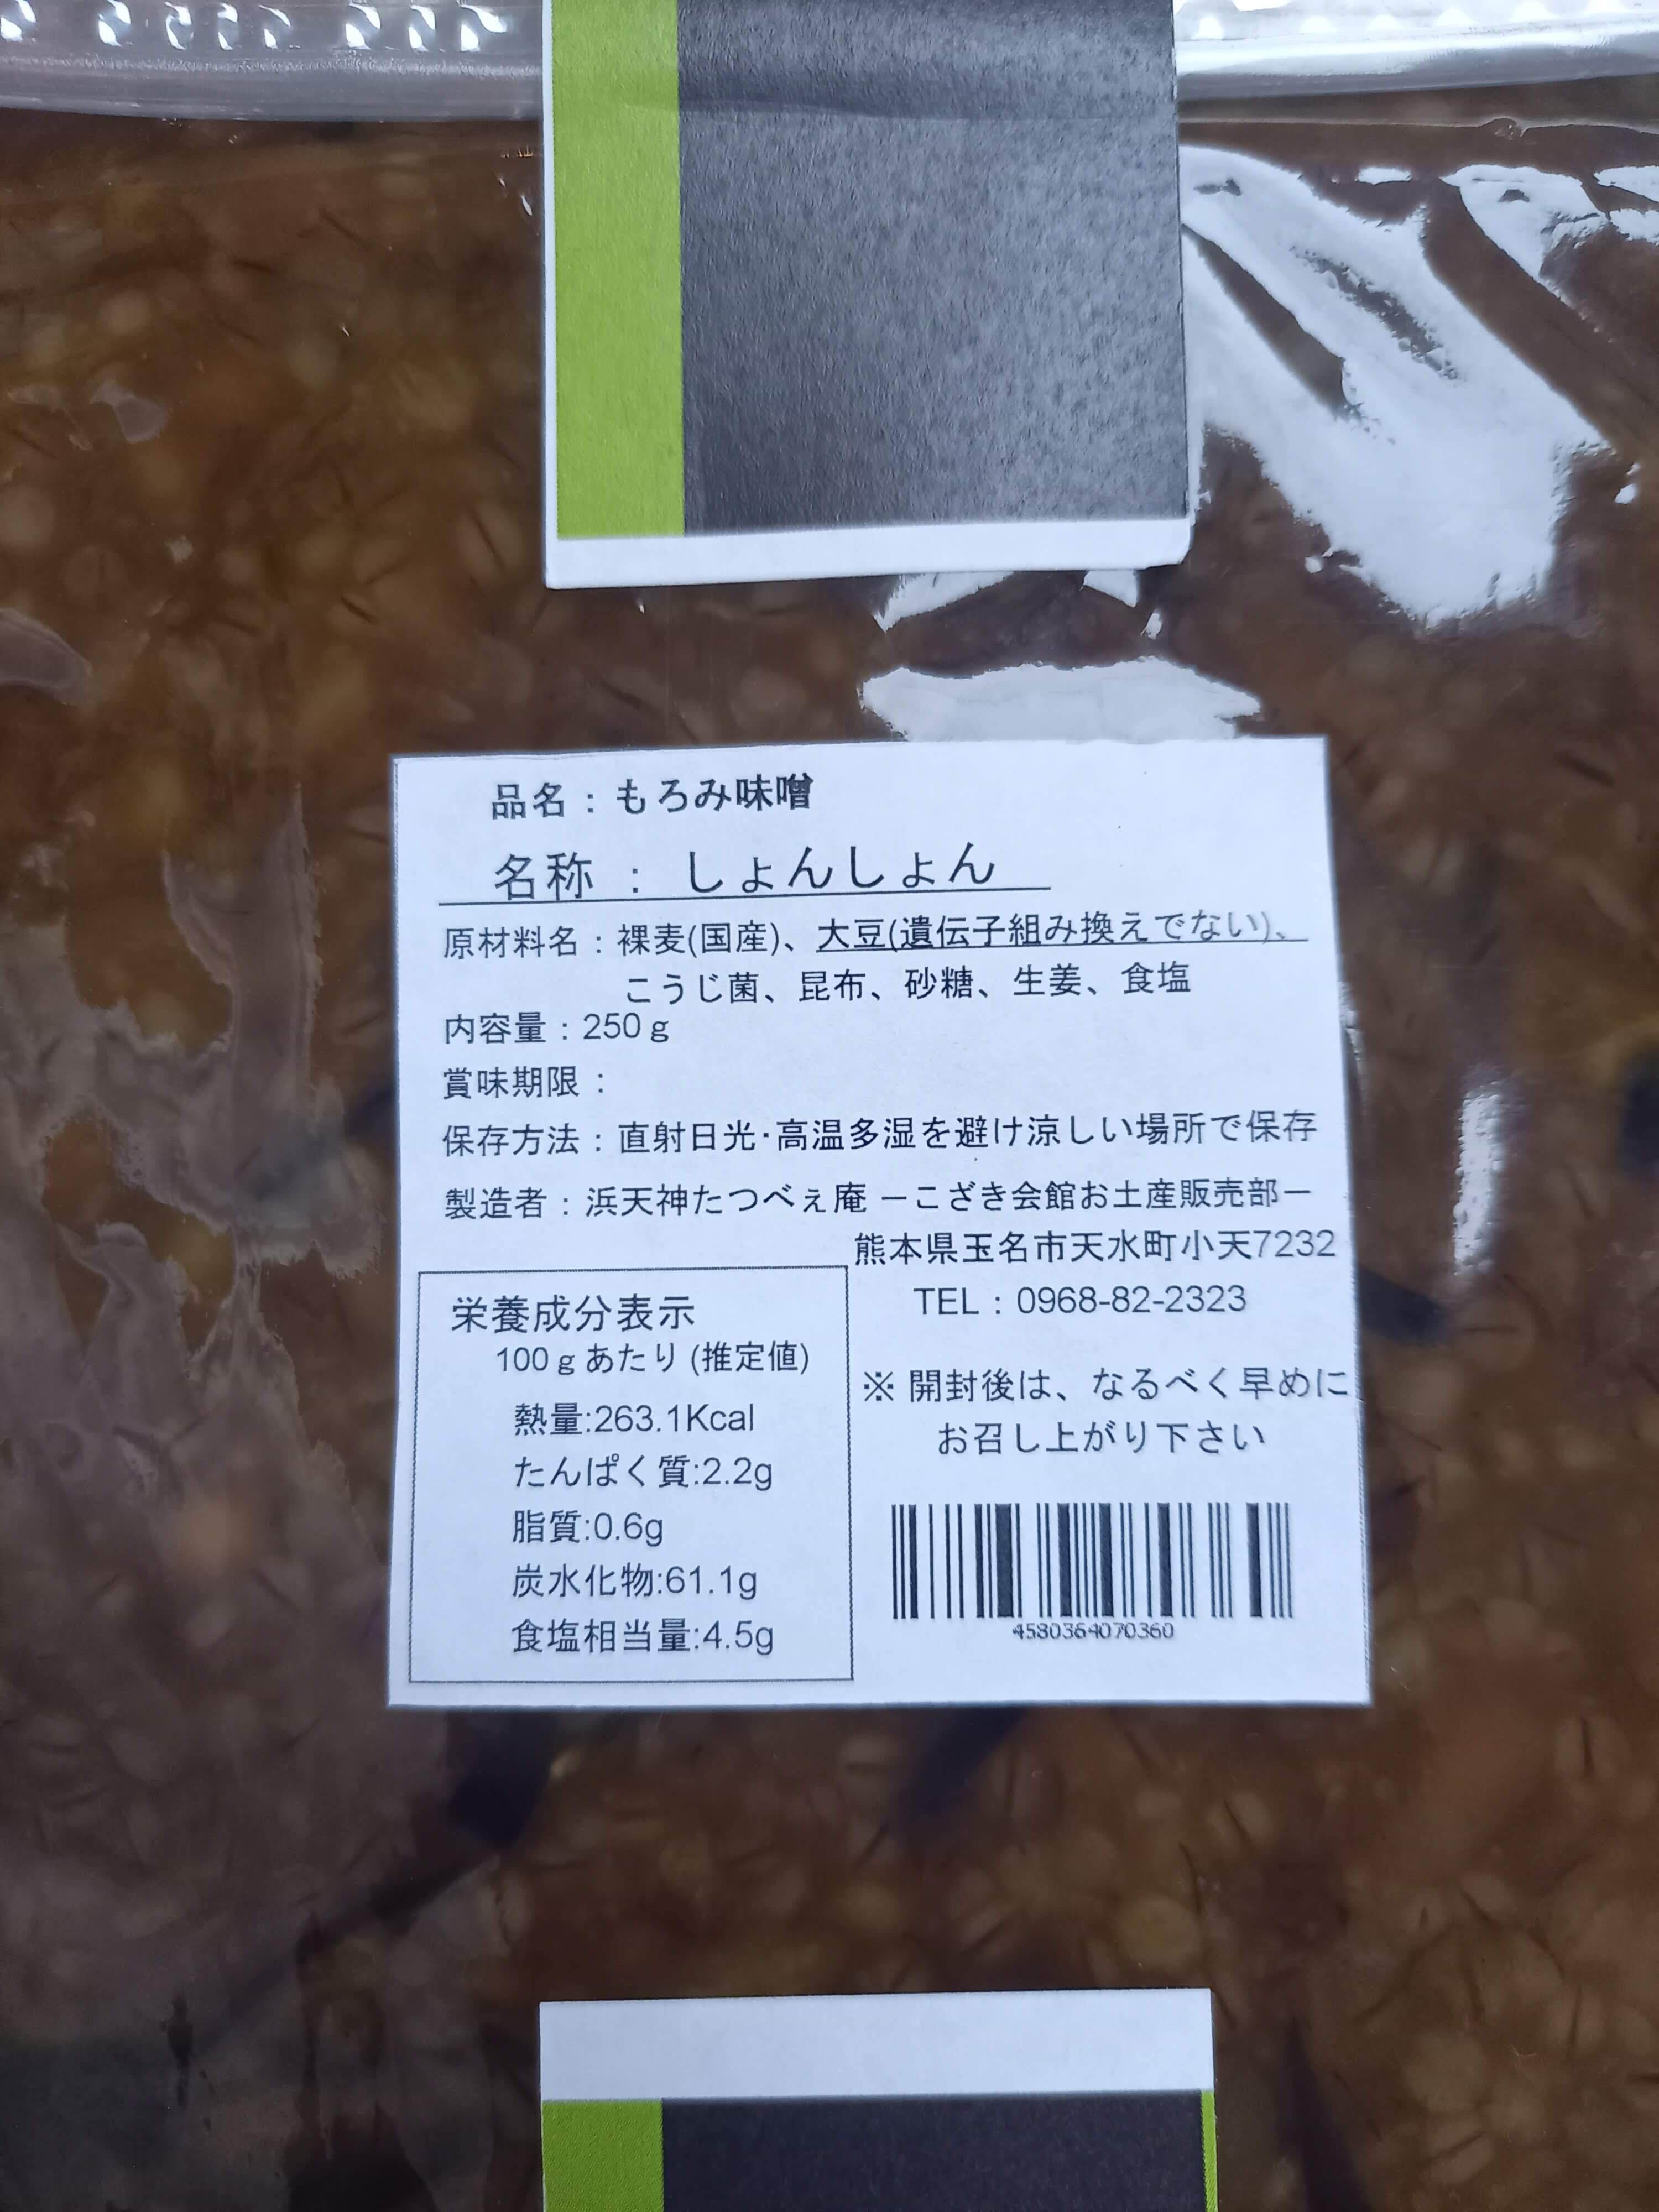 品名：もろみ味噌
名称：しょんしょん
原材料名：裸麦(国産)、大豆(遺伝子組み換えでない)、
こうじ菌、昆布、砂糖、生姜、食塩
内容量：250ｇ
賞味期限：
保存方法：直射日光･高温多湿を避け涼しい場所で保存
製造者：浜天神たつべぇ庵 ーこざき会館お土産販売部ー
熊本県玉名市天水町小天7232
TEL：0968-82-2323
栄養成分表示
100ｇあたり(推定値)
熱量:263.1Kcal
たんぱく質:2.2g
脂質:0.6g
炭水化物:61.1g
食塩相当量:4.5g
※ 開封後は、なるべく早めに
お召し上がり下さい
4580364070360